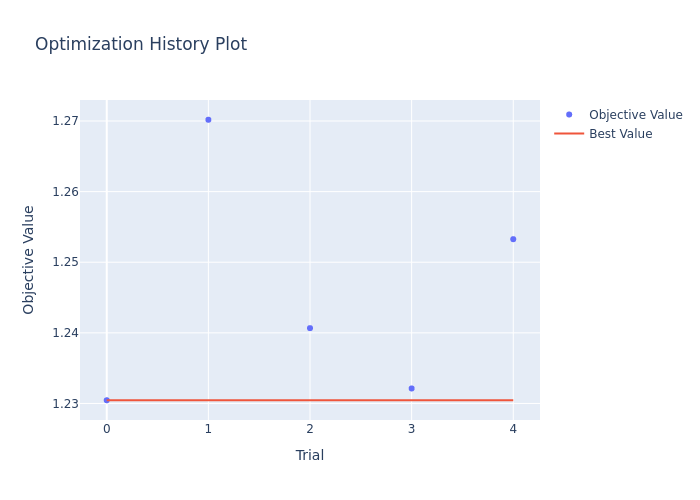 Optimization History Plot
Objective Value
Best Value
1.27
1.26
1.25
1.24
1.23
Objective Value
0 1 2 3 4
Trial